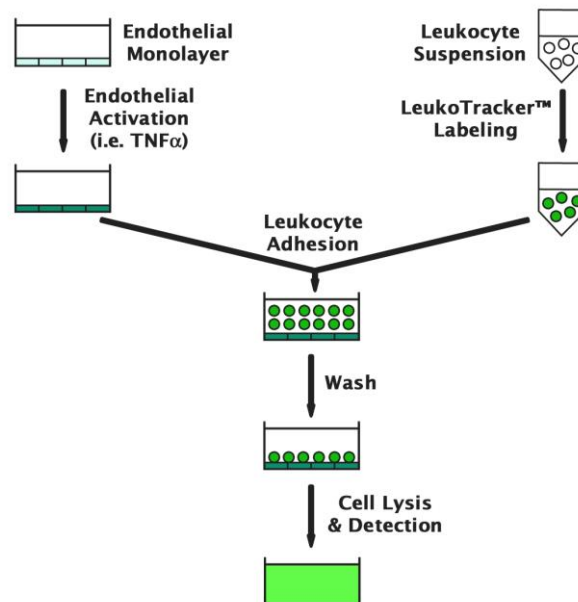 Endothelial
Monolayer
Leukocyte
Suspension
Endothelial
Activation
(i.e. TNFα)
LeukoTracker™
Labeling
Leukocyte
Adhesion
Wash
Cell Lysis
& Detection